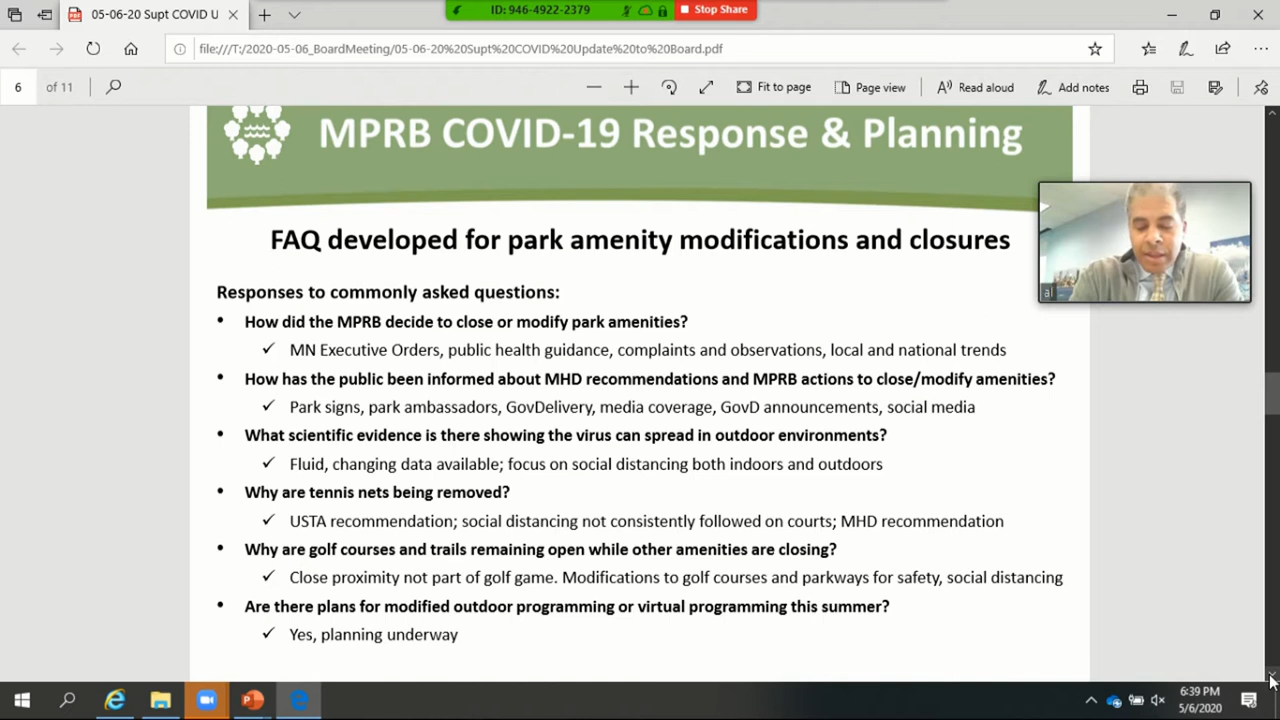 05-06-20 Supt COVID U
ID: 946-4922-2379
Stop Share
file:///T:/2020-05-06_BoardMeeting/05-06-20%20Supt%20COVID%20Update%20to%20Board.pdf
6 of 11
Fit to page
Page view
Read aloud
Add notes
MPRB COVID-19 Response & Planning
FAQ developed for park amenity modifications and closures
al
Responses to commonly asked questions:
• How did the MPRB decide to close or modify park amenities?
✓ MN Executive Orders, public health guidance, complaints and observations, local and national trends
• How has the public been informed about MHD recommendations and MPRB actions to close/modify amenities?
✓ Park signs, park ambassadors, GovDelivery, media coverage, GovD announcements, social media
• What scientific evidence is there showing the virus can spread in outdoor environments?
✓ Fluid, changing data available; focus on social distancing both indoors and outdoors
• Why are tennis nets being removed?
✓ USTA recommendation; social distancing not consistently followed on courts; MHD recommendation
• Why are golf courses and trails remaining open while other amenities are closing?
✓ Close proximity not part of golf game. Modifications to golf courses and parkways for safety, social distancing
• Are there plans for modified outdoor programming or virtual programming this summer?
✓ Yes, planning underway
6:39 PM
5/6/2020